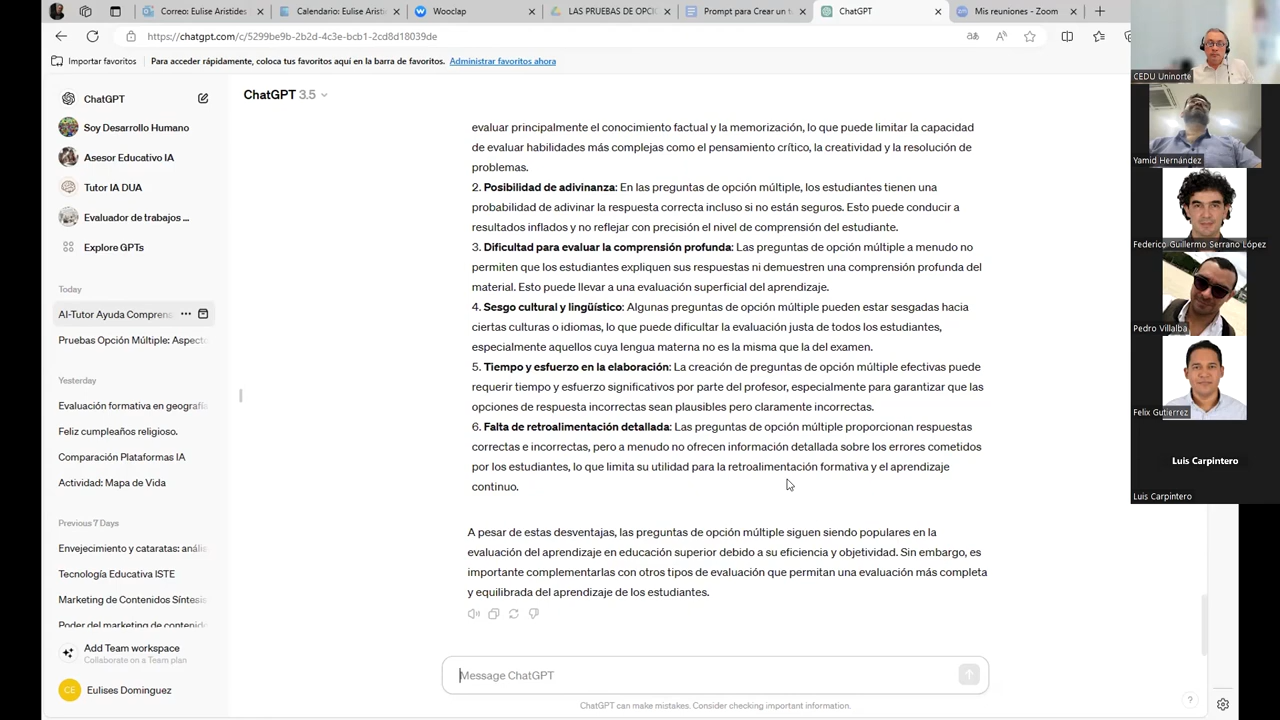 Correo: Eulise Arístides
Calendario: Eulise Aristi
Wooclap
LAS PRUEBAS DE OPCI
Prompt para Crear un t
ChatGPT
Mis reuniones - Zoom
https://chatgpt.com/c/5299be9b-2b2d-4c3e-bcb1-2cd8d18039de
Importar favoritos
Para acceder rápidamente, coloca tus favoritos aquí en la barra de favoritos. Administrar favoritos ahora
ChatGPT
Soy Desarrollo Humano
Asesor Educativo IA
Tutor IA DUA
Evaluador de trabajos ...
Explore GPTs
Today
AI-Tutor Ayuda Comprens
Pruebas Opción Múltiple: Aspecto
Yesterday
Evaluación formativa en geografía
Feliz cumpleaños religioso.
Comparación Plataformas IA
Actividad: Mapa de Vida
Previous 7 Days
Envejecimiento y cataratas: anális
Tecnología Educativa ISTE
Marketing de Contenidos Síntesis
Poder del marketing de contenido
Add Team workspace
Collaborate on a Team plan
CE
Eulises Dominguez
ChatGPT 3.5
evaluar principalmente el conocimiento factual y la memorización, lo que puede limitar la capacidad
de evaluar habilidades más complejas como el pensamiento crítico, la creatividad y la resolución de
problemas.
2. Posibilidad de adivinanza: En las preguntas de opción múltiple, los estudiantes tienen una
probabilidad de adivinar la respuesta correcta incluso si no están seguros. Esto puede conducir a
resultados inflados y no reflejar con precisión el nivel de comprensión del estudiante.
3. Dificultad para evaluar la comprensión profunda: Las preguntas de opción múltiple a menudo no
permiten que los estudiantes expliquen sus respuestas ni demuestren una comprensión profunda del
material. Esto puede llevar a una evaluación superficial del aprendizaje.
4. Sesgo cultural y lingüístico: Algunas preguntas de opción múltiple pueden estar sesgadas hacia
ciertas culturas o idiomas, lo que puede dificultar la evaluación justa de todos los estudiantes,
especialmente aquellos cuya lengua materna no es la misma que la del examen.
5. Tiempo y esfuerzo en la elaboración: La creación de preguntas de opción múltiple efectivas puede
requerir tiempo y esfuerzo significativos por parte del profesor, especialmente para garantizar que las
opciones de respuesta incorrectas sean plausibles pero claramente incorrectas.
6. Falta de retroalimentación detallada: Las preguntas de opción múltiple proporcionan respuestas
correctas e incorrectas, pero a menudo no ofrecen información detallada sobre los errores cometidos
por los estudiantes, lo que limita su utilidad para la retroalimentación formativa y el aprendizaje
continuo.
A pesar de estas desventajas, las preguntas de opción múltiple siguen siendo populares en la
evaluación del aprendizaje en educación superior debido a su eficiencia y objetividad. Sin embargo, es
importante complementarlas con otros tipos de evaluación que permitan una evaluación más completa
y equilibrada del aprendizaje de los estudiantes.
Message ChatGPT
ChatGPT can make mistakes. Consider checking important information.
?
CEDU Uninorte
Yamid Hernández
Federico Guillermo Serrano López
Pedro Villalba
Felix Gutierrez
Luis Carpintero
Luis Carpintero